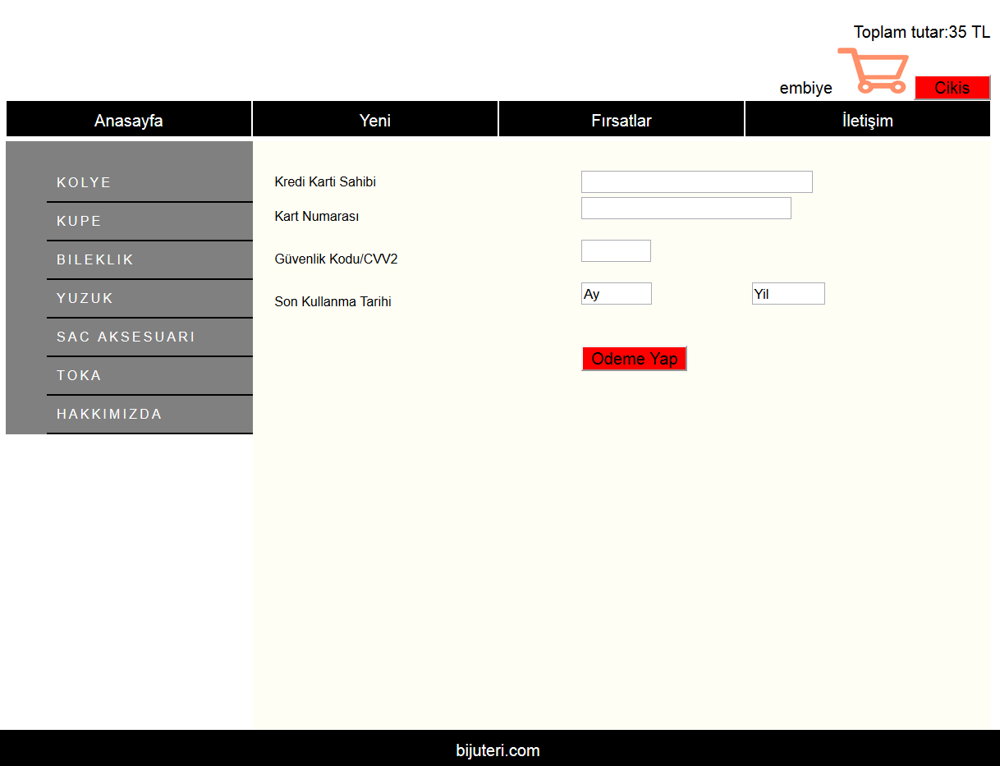 Toplam tutar:35 TL
embiye
Cikis
Anasayfa
Yeni
Fırsatlar
İletişim
KOLYE
KUPE
BILEKLIK
YUZUK
SAC AKSESUARI
TOKA
HAKKIMIZDA
Kredi Karti Sahibi
Kart Numarası
Güvenlik Kodu/CVV2
Son Kullanma Tarihi
Ay
Yil
Odeme Yap
bijuteri.com